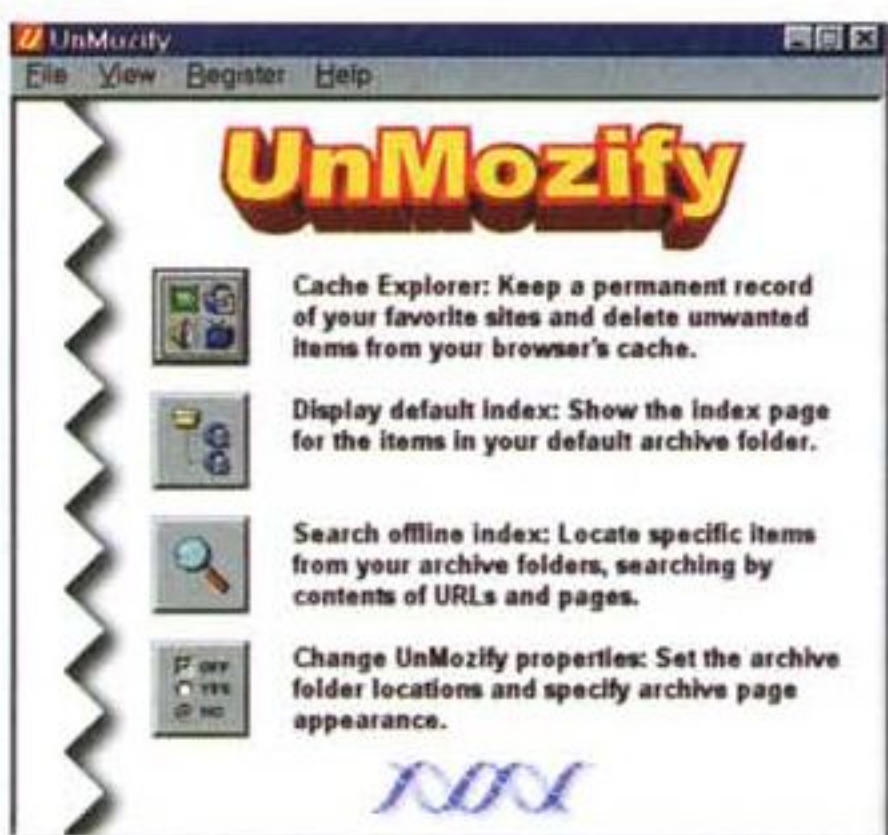 UnMozify
File View Register Help
UnMozify
Cache Explorer: Keep a permanent record
of your favorite sites and delete unwanted
items from your browser's cache.
Display default index: Show the index page
for the items in your default archive folder.
Search offline index: Locate specific items
from your archive folders, searching by
contents of URLs and pages.
Change UnMozify properties: Set the archive
folder locations and specify archive page
appearance.
OFF
YES
NO